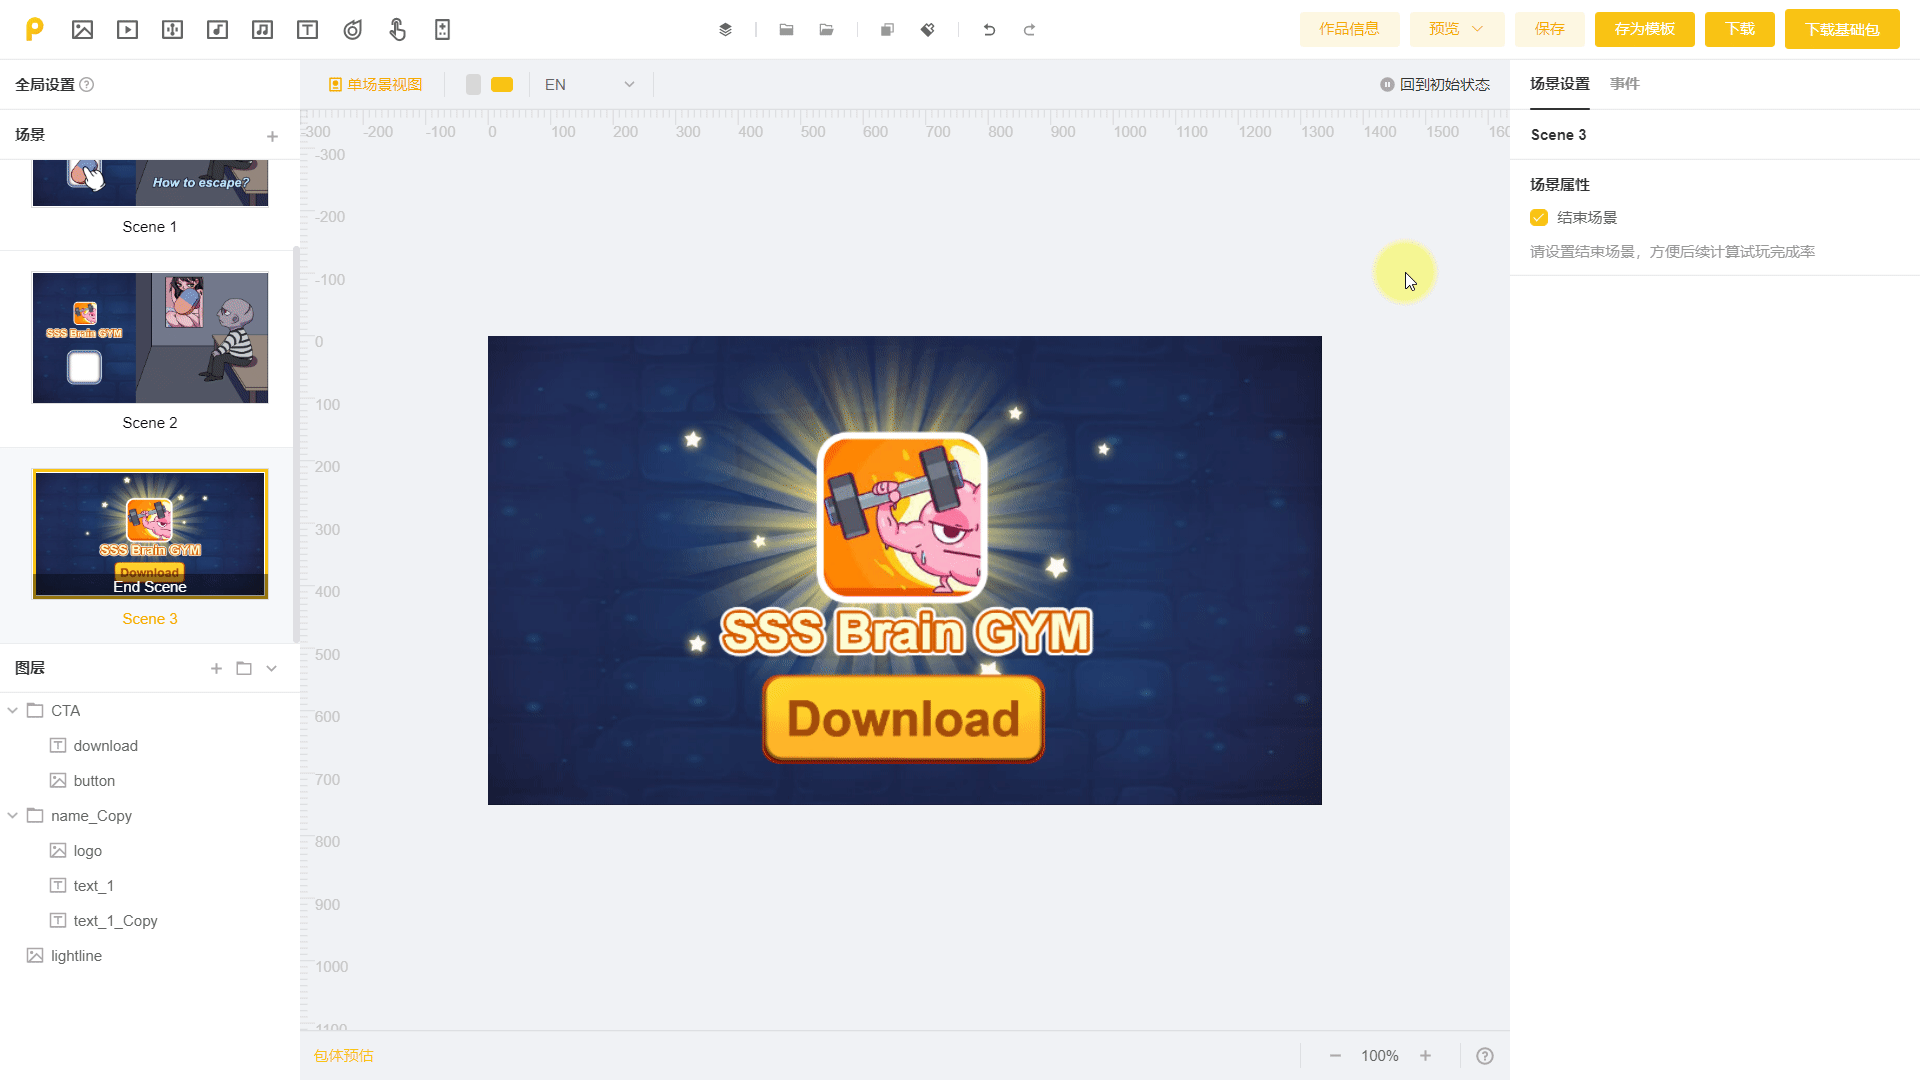 作品信息
预览
保存
存为模板
下载
下载基础包
全局设置
单场景视图
EN
回到初始状态
场景设置
事件
场景
Scene 3
场景属性
结束场景
请设置结束场景，方便后续计算试玩完成率
-300 -200 -100 0 100 200 300 400 500 600 700 800 900 1000 1100 1200 1300 1400 1500
-300
-200
-100
0
100
200
300
400
500
600
700
800
900
1000
1100
How to escape?
Scene 1
SSS Brain GYM
Scene 2
SSS Brain GYM
Download
End Scene
Scene 3
SSS Brain GYM
Download
图层
CTA
download
button
name_Copy
logo
text_1
text_1_Copy
lightline
包体预估
100%